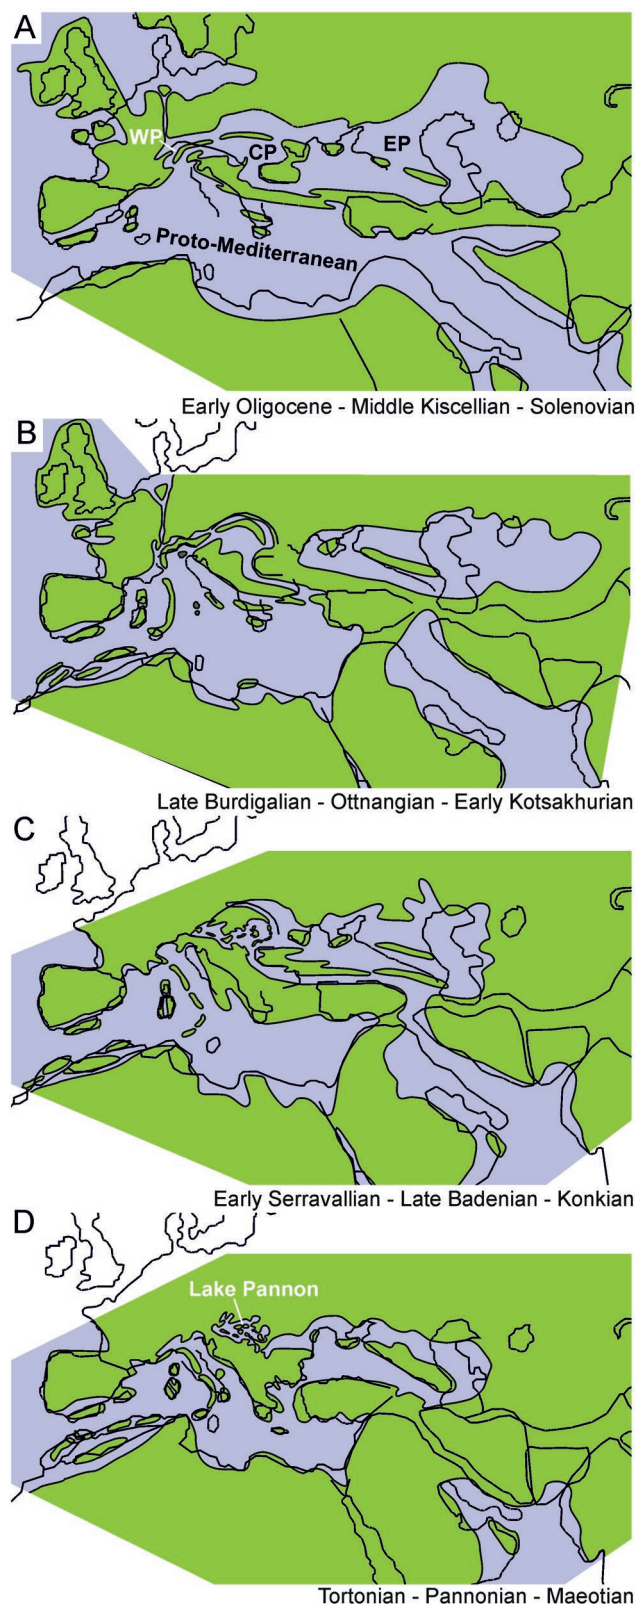 A
WP
CP
EP
Proto-Mediterranean
Early Oligocene - Middle Kiscellian - Solenovian
B
Late Burdigalian - Ottnangian - Early Kotsakhurian
C
Early Serravallian - Late Badenian - Konkian
D
Lake Pannon
Tortonian - Pannonian - Maeotian